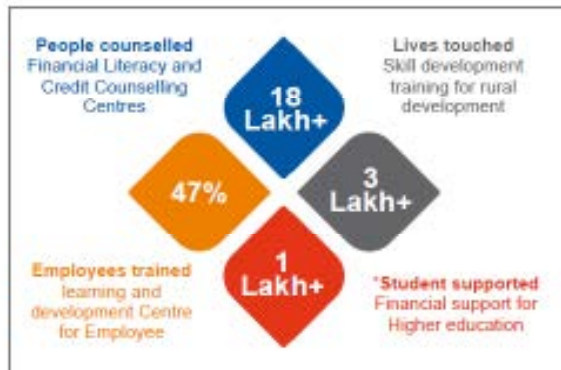 People counselled
Financial Literacy and
Credit Counselling
Centres
18
Lakh+
Lives touched
Skill development
training for rural
development
47%
3
Lakh+
Employees trained
learning and
development Centre
for Employee
1
Lakh+
*Student supported
Financial support for
Higher education